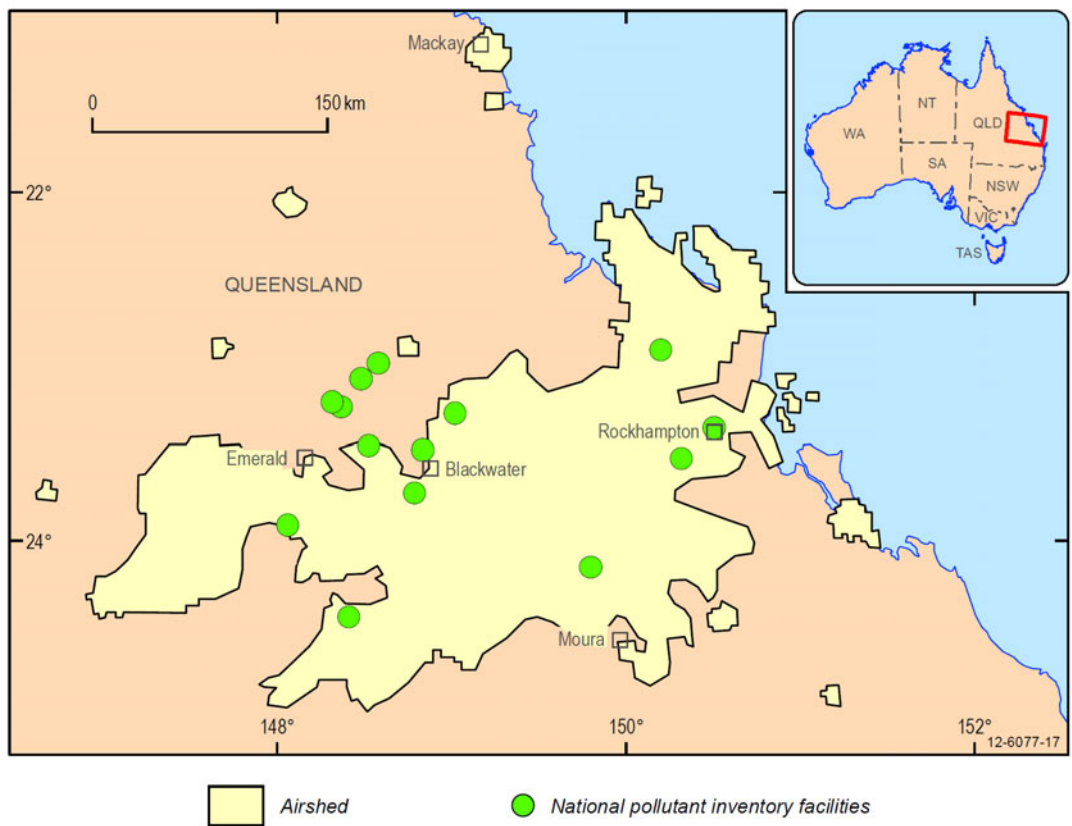 Mackay
0
150 km
22°
QUEENSLAND
WA
NT
QLD
SA
NSW
VIC
TAS
Rockhampton
Emerald
Blackwater
24°
Moura
148°
150°
152°
12-6077-17
Airshed
National pollutant inventory facilities